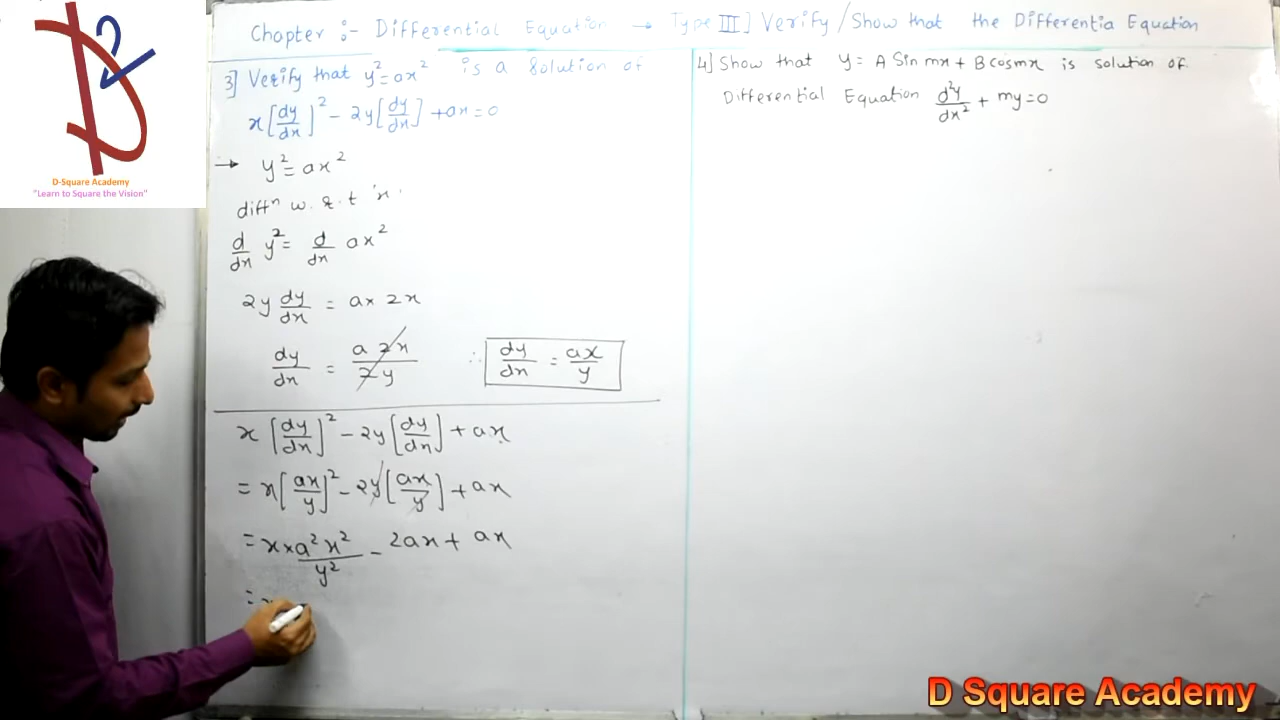 Chapter :- Differential Equation → Type III] Verify/Show that the Differentia Equation
D-Square Academy
"Learn to Square the Vision"
3] Verify that y² = ax² is a solution of
x[dy/dx]² - 2y[dy/dx] + ax = 0
→ y² = ax²
diffⁿ w.r.t 'x'
d/dx y² = d/dx ax²
2y dy/dx = a × 2x
dy/dx = a 2x / 2y ∴ dy/dx = ax/y
x[dy/dx]² - 2y[dy/dx] + ax
= x[ax/y]² - 2y[ax/y] + ax
= x × a²x²/y² - 2ax + ax
= x
4] Show that y = A Sin mx + B cosmx is solution of
Differential Equation d²y/dx² + my = 0
D Square Academy